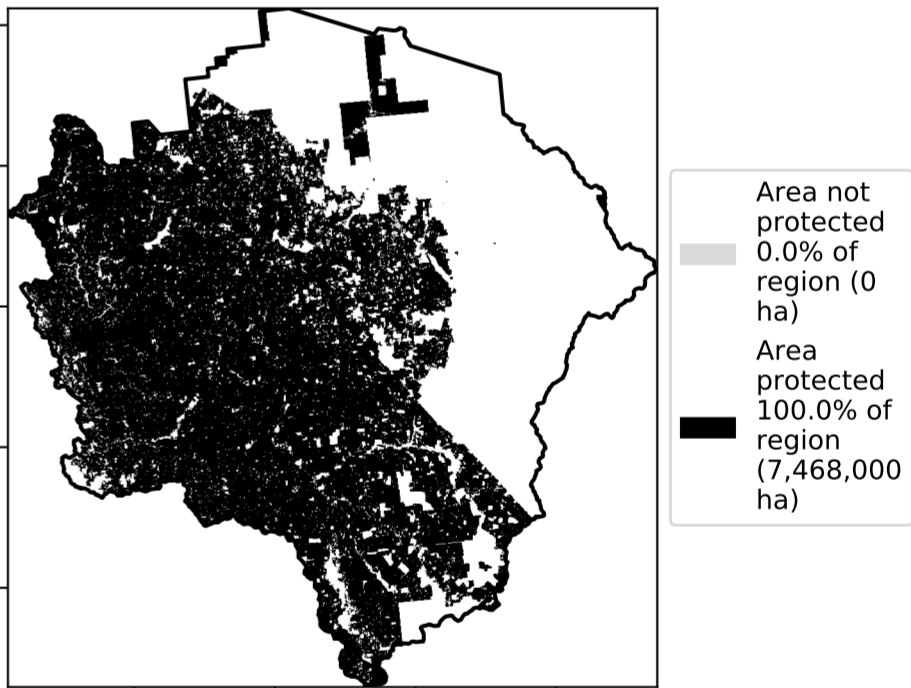 Area not
protected
0.0% of
region (0
ha)
Area
protected
100.0% of
region
(7,468,000
ha)